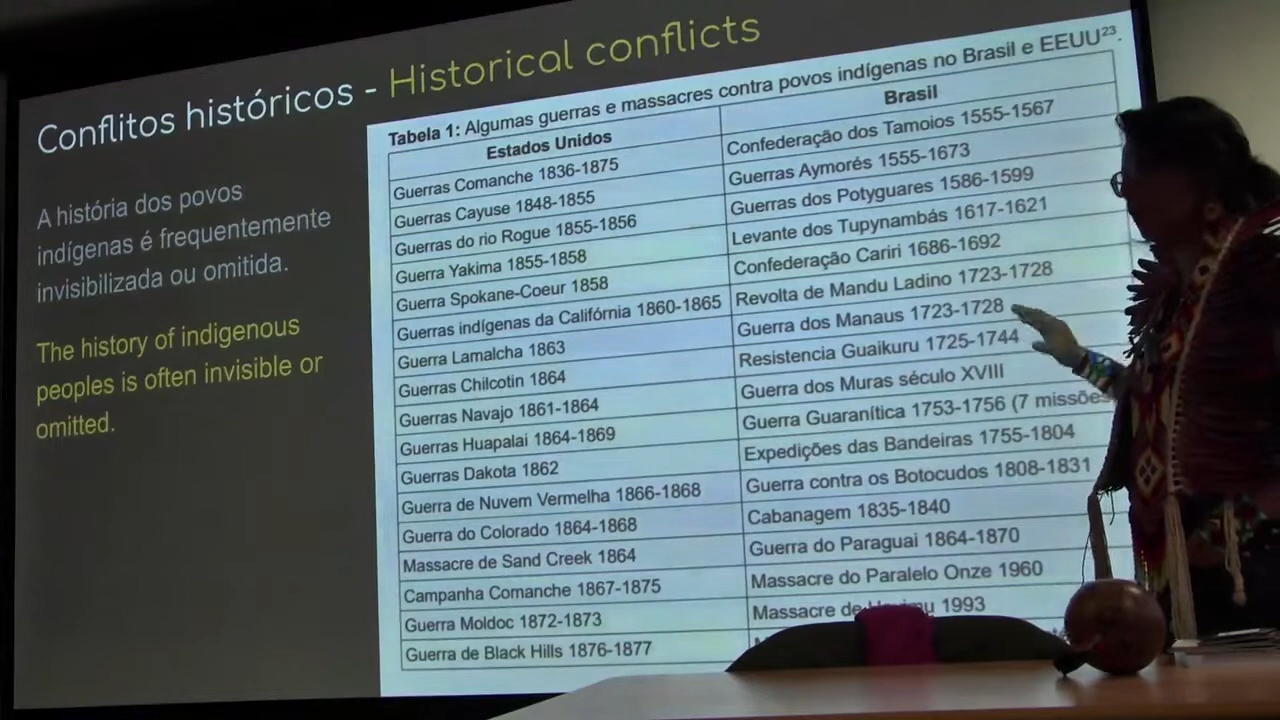 Conflitos históricos - Historical conflicts
A história dos povos
indígenas é frequentemente
invisibilizada ou omitida.
The history of indigenous
peoples is often invisible or
omitted.
Tabela 1: Algumas guerras e massacres contra povos indígenas no Brasil e EEUU²³.
Estados Unidos
Brasil
Guerras Comanche 1836-1875
Confederação dos Tamoios 1555-1567
Guerras Cayuse 1848-1855
Guerras Aymorés 1555-1673
Guerras do rio Rogue 1855-1856
Guerras dos Potyguares 1586-1599
Guerra Yakima 1855-1858
Levante dos Tupynambás 1617-1621
Guerra Spokane-Coeur 1858
Confederação Cariri 1686-1692
Guerras indígenas da Califórnia 1860-1865
Revolta de Mandu Ladino 1723-1728
Guerra Lamalcha 1863
Guerra dos Manaus 1723-1728
Guerras Chilcotin 1864
Resistencia Guaikuru 1725-1744
Guerras Navajo 1861-1864
Guerra dos Muras século XVIII
Guerras Huapalai 1864-1869
Guerra Guaranítica 1753-1756 (7 missões
Guerras Dakota 1862
Expedições das Bandeiras 1755-1804
Guerra de Nuvem Vermelha 1866-1868
Guerra contra os Botocudos 1808-1831
Guerra do Colorado 1864-1868
Cabanagem 1835-1840
Massacre de Sand Creek 1864
Guerra do Paraguai 1864-1870
Campanha Comanche 1867-1875
Massacre do Paralelo Onze 1960
Guerra Moldoc 1872-1873
Massacre de 1993
Guerra de Black Hills 1876-1877